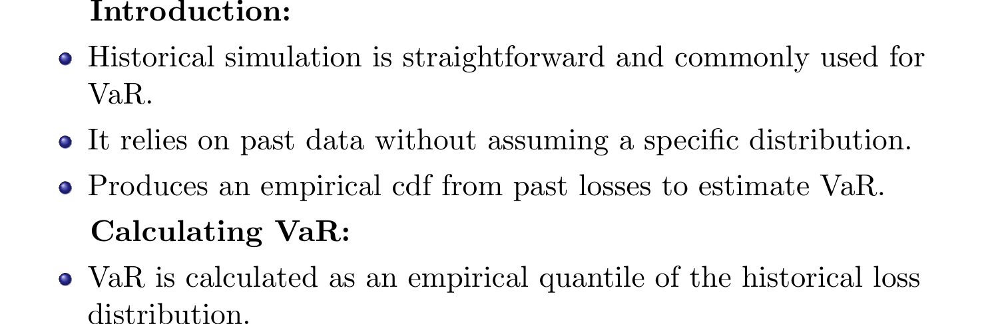 Introduction:
Historical simulation is straightforward and commonly used for
VaR.
It relies on past data without assuming a specific distribution.
Produces an empirical cdf from past losses to estimate VaR.
Calculating VaR:
VaR is calculated as an empirical quantile of the historical loss
distribution.